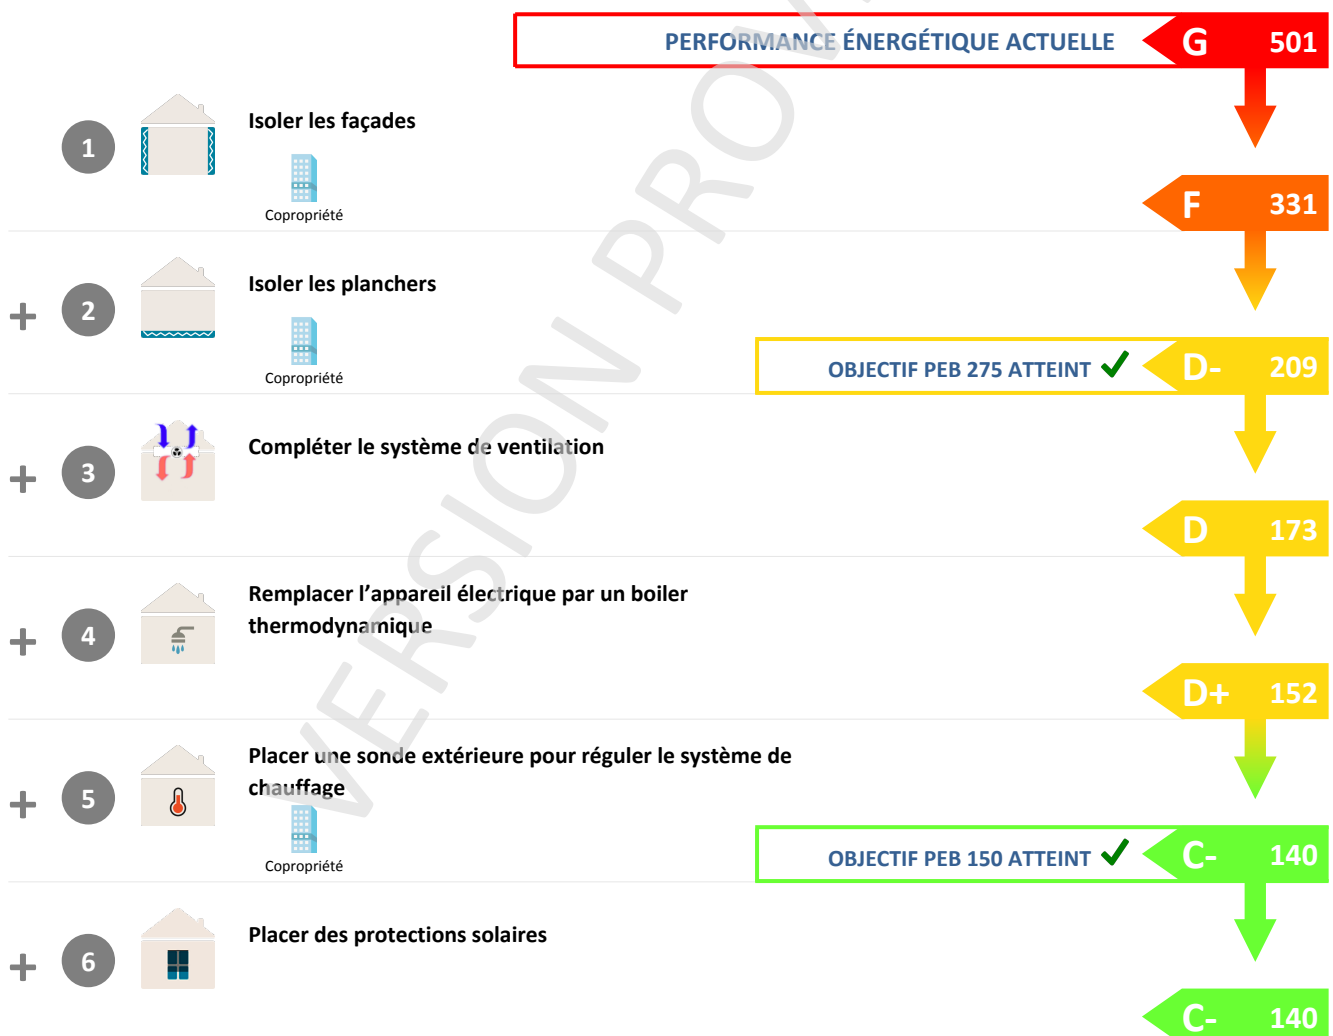 PERFORMANCE ÉNERGÉTIQUE ACTUELLE G 501
1 Isoler les façades
Copropriété
F 331
+ 2 Isoler les planchers
Copropriété
OBJECTIF PEB 275 ATTEINT ✓ D- 209
+ 3 Compléter le système de ventilation
D 173
+ 4 Remplacer l’appareil électrique par un boiler
thermodynamique
D+ 152
+ 5 Placer une sonde extérieure pour réguler le système de
chauffage
Copropriété
OBJECTIF PEB 150 ATTEINT ✓ C- 140
+ 6 Placer des protections solaires
C- 140
VERSION